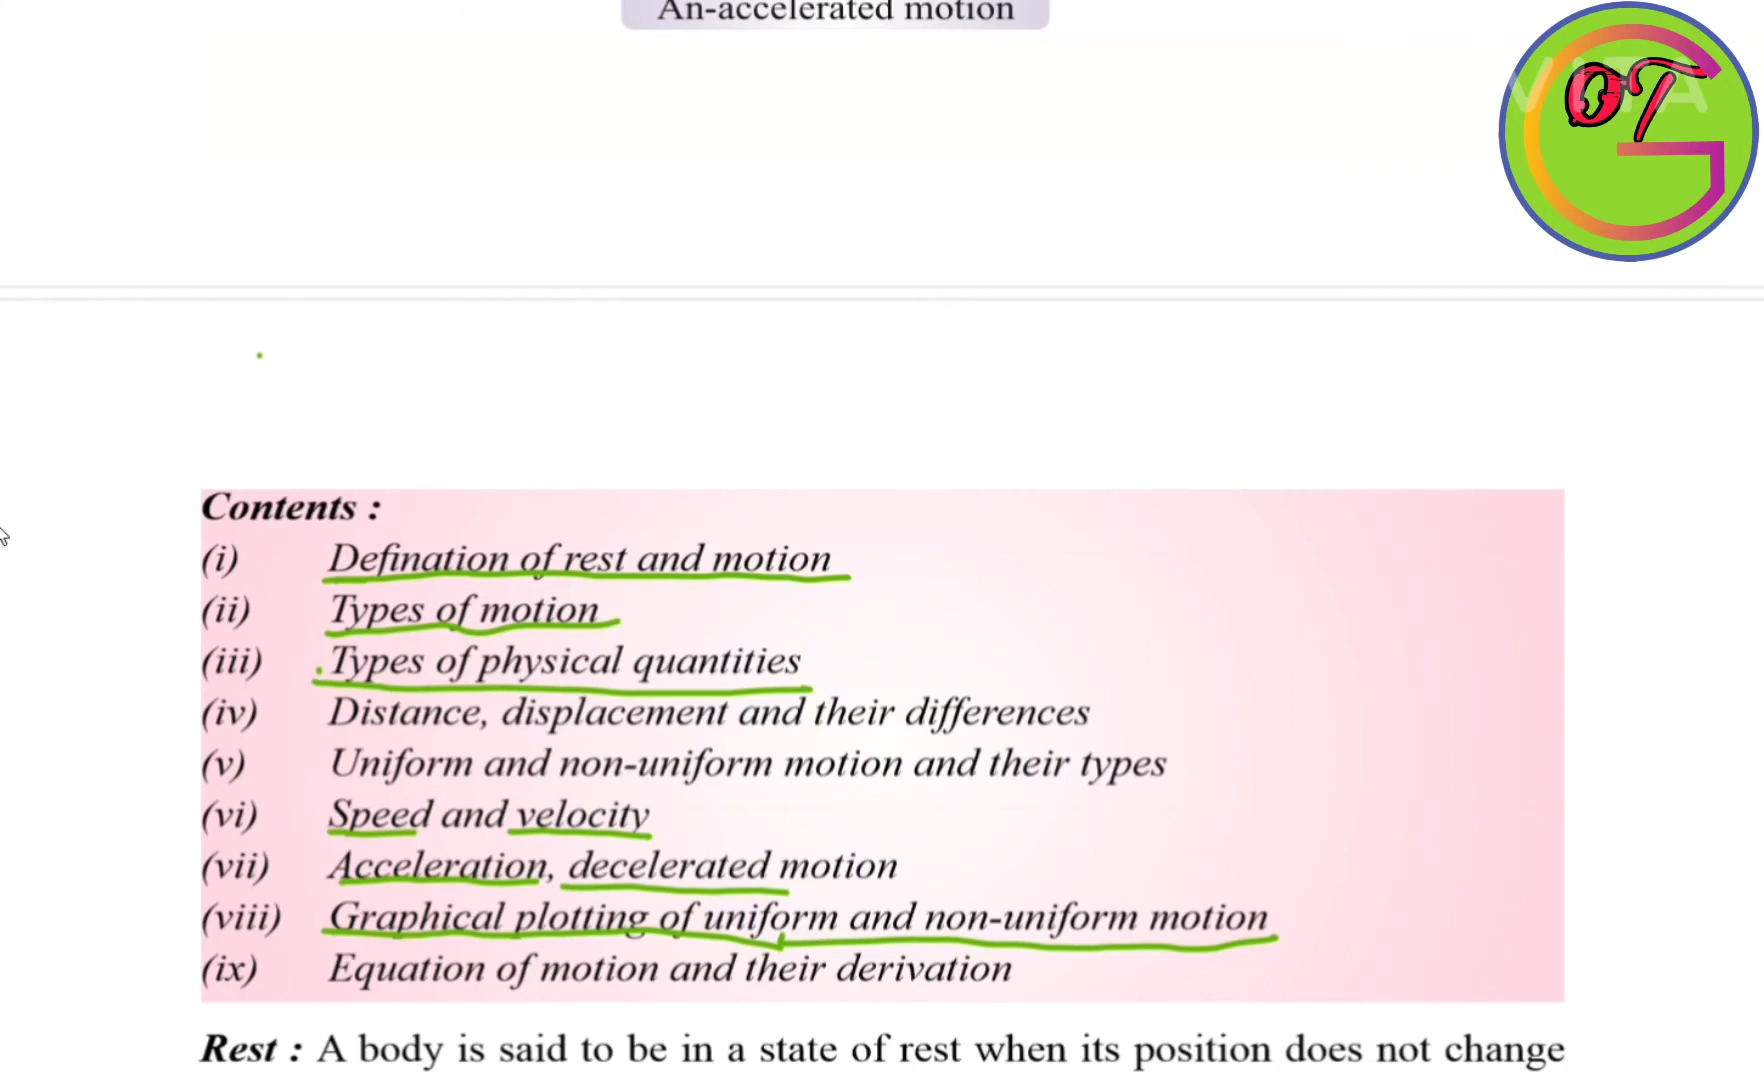 An-accelerated motion
VITA
OT
G
Contents :
(i) Defination of rest and motion
(ii) Types of motion
(iii) Types of physical quantities
(iv) Distance, displacement and their differences
(v) Uniform and non-uniform motion and their types
(vi) Speed and velocity
(vii) Acceleration, decelerated motion
(viii) Graphical plotting of uniform and non-uniform motion
(ix) Equation of motion and their derivation
Rest : A body is said to be in a state of rest when its position does not change